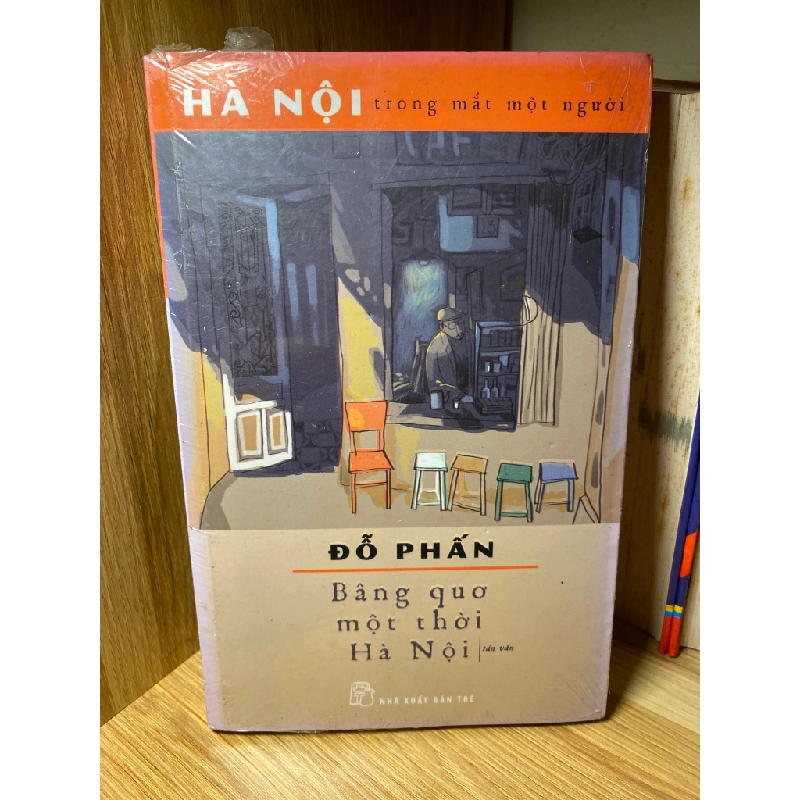 HÀ NỘI trong mắt một người
ĐỖ PHẤN
Bâng quơ
một thời
Hà Nội | tản văn
NHÀ XUẤT BẢN TRẺ